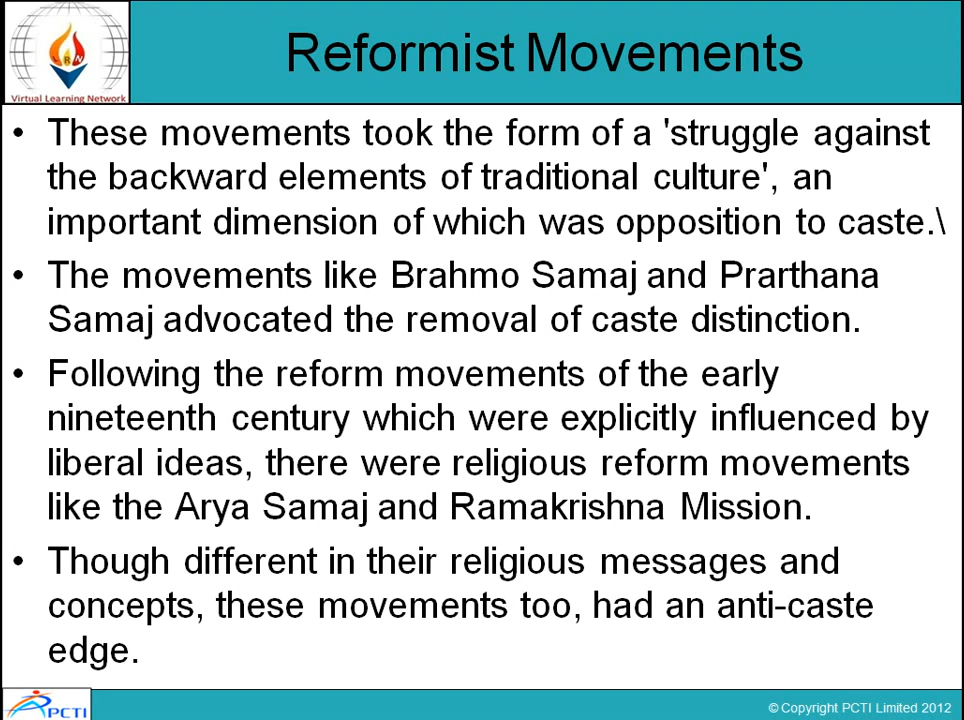 Reformist Movements
BRN
Virtual Learning Network
• These movements took the form of a 'struggle against
the backward elements of traditional culture', an
important dimension of which was opposition to caste.\
• The movements like Brahmo Samaj and Prarthana
Samaj advocated the removal of caste distinction.
• Following the reform movements of the early
nineteenth century which were explicitly influenced by
liberal ideas, there were religious reform movements
like the Arya Samaj and Ramakrishna Mission.
• Though different in their religious messages and
concepts, these movements too, had an anti-caste
edge.
PCTI
© Copyright PCTI Limited 2012